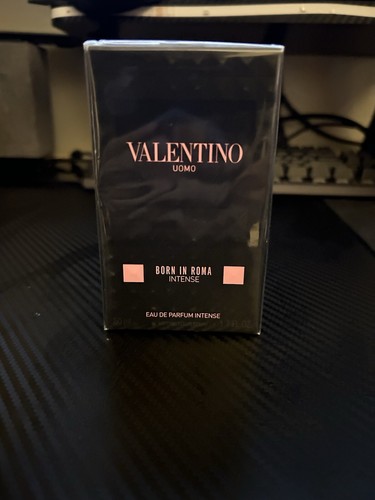 VALENTINO
UOMO
BORN IN ROMA
INTENSE
EAU DE PARFUM INTENSE